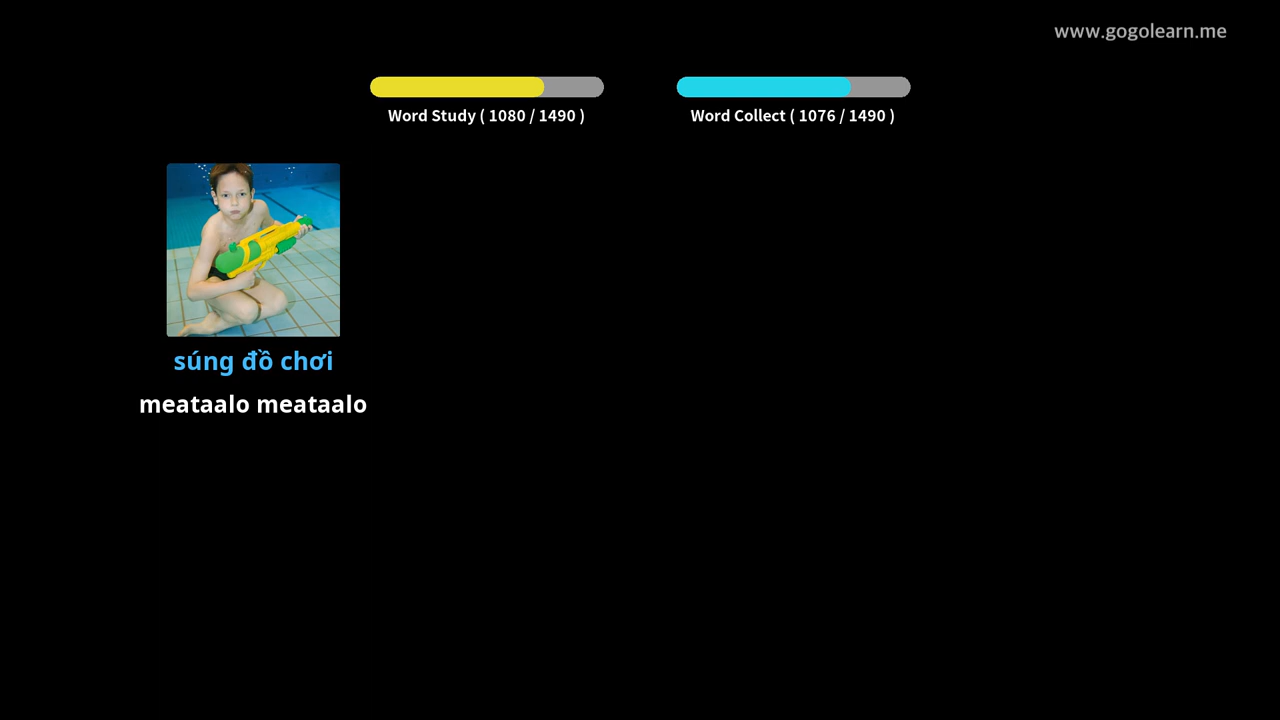 www.gogolearn.me
Word Study ( 1080 / 1490 )
Word Collect ( 1076 / 1490 )
súng đồ chơi
meataalo meataalo